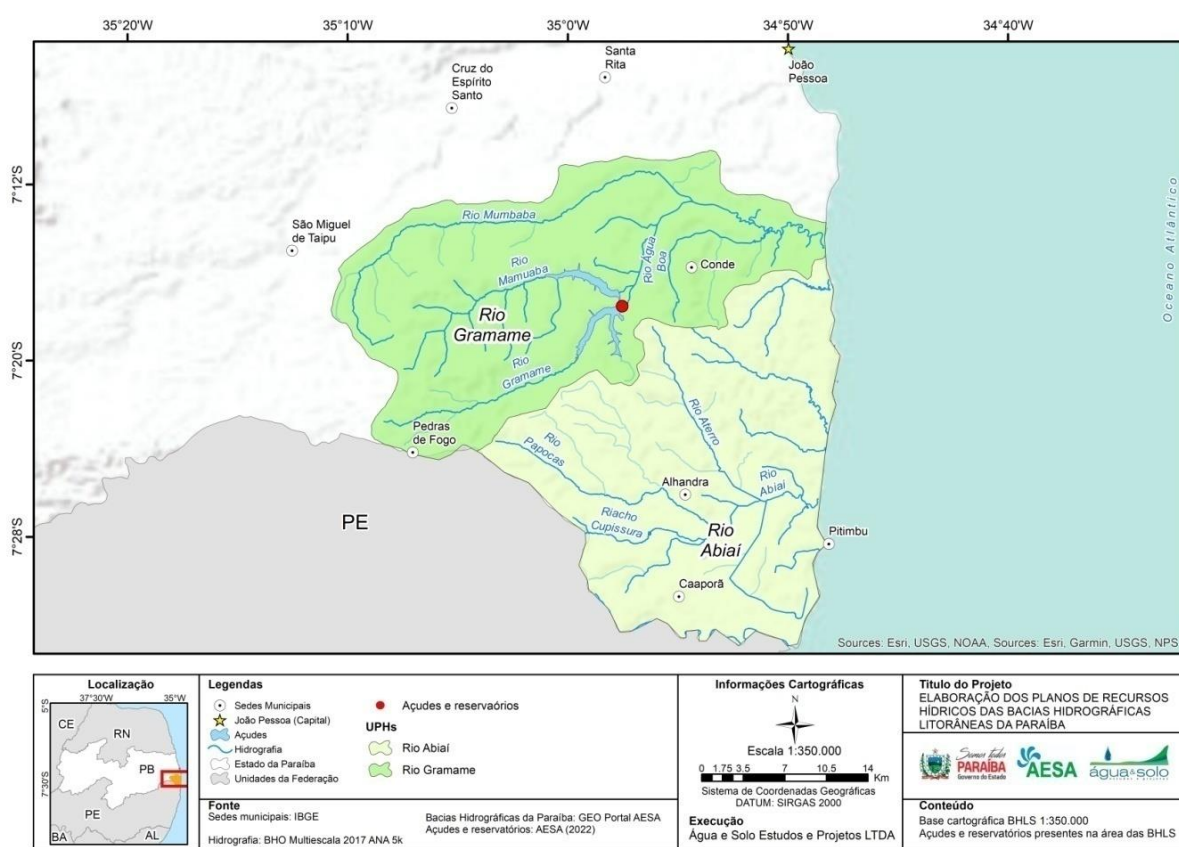 35°20'W 35°10'W 35°0'W 34°50'W 34°40'W
7°12'S
7°20'S
7°28'S
Santa
Rita
João
Pessoa
Cruz do
Espírito
Santo
São Miguel
de Taipu
Rio Mumbaba
Rio
Mamuaba
Rio Água
Boa
Conde
Rio
Gramame
Rio
Gramame
Pedras
de Fogo
Rio
Papocas
Rio Aterro
Alhandra
Rio
Abiaí
Riacho
Cupissura
Rio
Abiaí
Pitimbu
Caaporã
PE
Oceano Atlântico
Sources: Esri, USGS, NOAA, Sources: Esri, Garmin, USGS, NPS
Localização
37°30'W 35°W
5°S
7°30'S
CE
RN
PB
PE
BA
AL
Legendas
Sedes Municipais
João Pessoa (Capital)
Açudes
Hidrografia
Estado da Paraíba
Unidades da Federação
Açudes e reservaórios
UPHs
Rio Abiaí
Rio Gramame
Fonte
Sedes municipais: IBGE
Hidrografia: BHO Multiescala 2017 ANA 5k
Bacias Hidrográficas da Paraíba: GEO Portal AESA
Açudes e reservatórios: AESA (2022)
Informações Cartográficas
N
Escala 1:350.000
0 1.75 3.5 7 10.5 14
Km
Sistema de Coordenadas Geográficas
DATUM: SIRGAS 2000
Execução
Água e Solo Estudos e Projetos LTDA
Titulo do Projeto
ELABORAÇÃO DOS PLANOS DE RECURSOS
HÍDRICOS DAS BACIAS HIDROGRÁFICAS
LITORÂNEAS DA PARAÍBA
Somos todos
PARAÍBA
Governo do Estado
AESA
água&solo
Conteúdo
Base cartográfica BHLS 1:350.000
Açudes e reservatórios presentes na área das BHLS